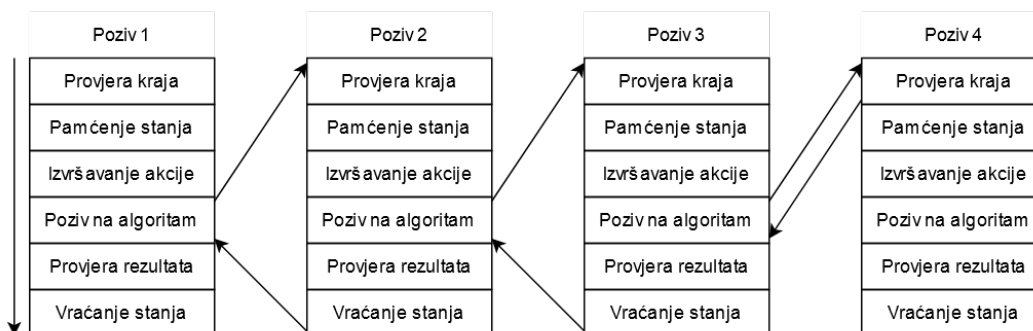 Poziv 1
Provjera kraja
Pamćenje stanja
Izvršavanje akcije
Poziv na algoritam
Provjera rezultata
Vraćanje stanja
Poziv 2
Provjera kraja
Pamćenje stanja
Izvršavanje akcije
Poziv na algoritam
Provjera rezultata
Vraćanje stanja
Poziv 3
Provjera kraja
Pamćenje stanja
Izvršavanje akcije
Poziv na algoritam
Provjera rezultata
Vraćanje stanja
Poziv 4
Provjera kraja
Pamćenje stanja
Izvršavanje akcije
Poziv na algoritam
Provjera rezultata
Vraćanje stanja